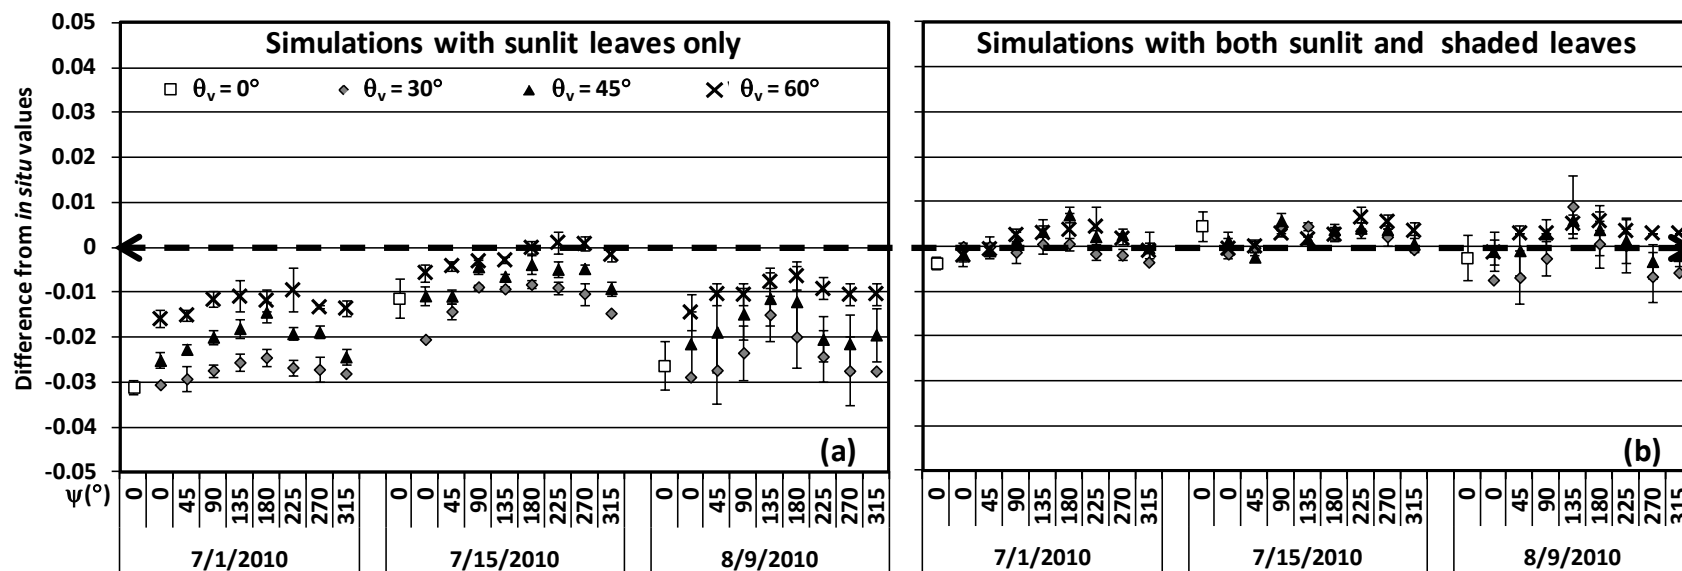 Simulations with sunlit leaves only
Simulations with both sunlit and shaded leaves
θv = 0° θv = 30° θv = 45° θv = 60°
Difference from in situ values
0.05
0.04
0.03
0.02
0.01
0
-0.01
-0.02
-0.03
-0.04
-0.05
(a)
(b)
ψ(°)
0 0 45 90 135 180 225 270 315
0 0 45 90 135 180 225 270 315
0 0 45 90 135 180 225 270 315
0 0 45 90 135 180 225 270 315
0 0 45 90 135 180 225 270 315
0 0 45 90 135 180 225 270 315
7/1/2010 7/15/2010 8/9/2010
7/1/2010 7/15/2010 8/9/2010